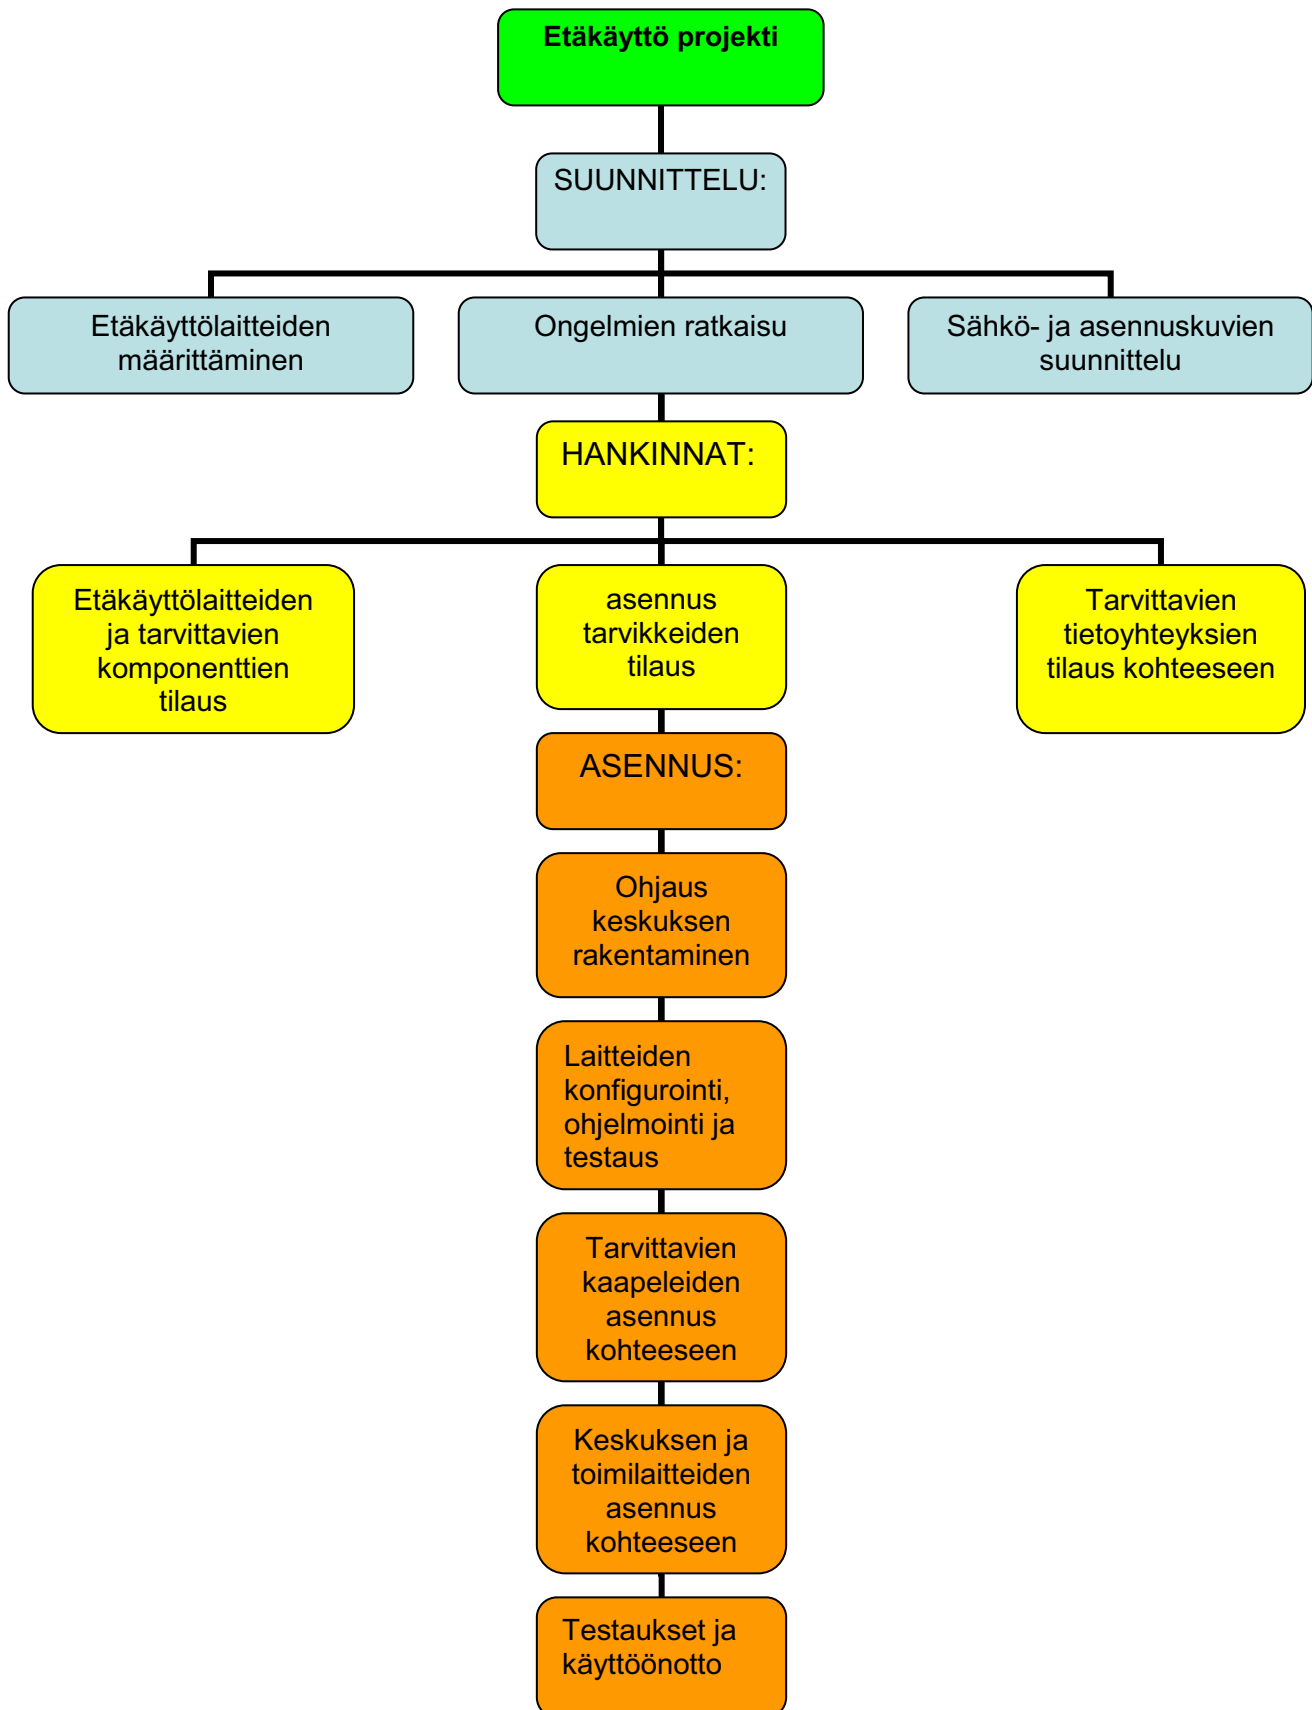 Etäkäyttö projekti
SUUNNITTELU:
Etäkäyttölaitteiden
määrittäminen
Ongelmien ratkaisu
Sähkö- ja asennuskuvien
suunnittelu
HANKINNAT:
Etäkäyttölaitteiden
ja tarvittavien
komponenttien
tilaus
asennus
tarvikkeiden
tilaus
Tarvittavien
tietoyhteyksien
tilaus kohteeseen
ASENNUS:
Ohjaus
keskuksen
rakentaminen
Laitteiden
konfigurointi,
ohjelmointi ja
testaus
Tarvittavien
kaapeleiden
asennus
kohteeseen
Keskuksen ja
toimilaitteiden
asennus
kohteeseen
Testaukset ja
käyttöönotto